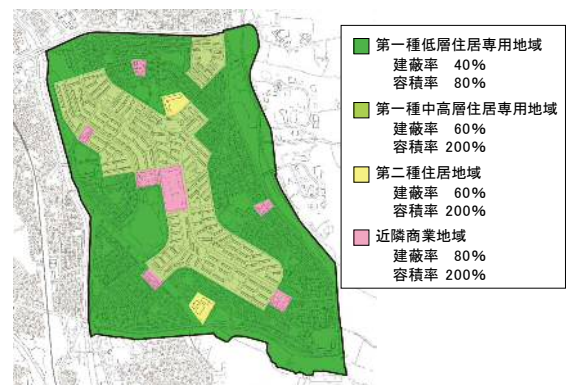 第一種低層住居専用地域
建蔽率 40%
容積率 80%
第一種中高層住居専用地域
建蔽率 60%
容積率 200%
第二種住居地域
建蔽率 60%
容積率 200%
近隣商業地域
建蔽率 80%
容積率 200%